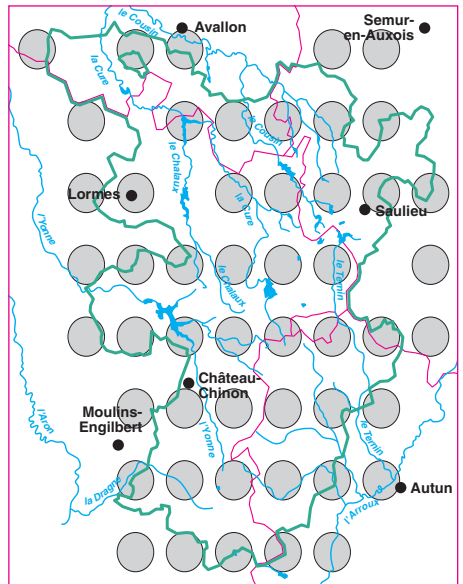 le Cousin
Avallon
Semur-
en-Auxois
la Cure
le Cousin
le Chalaux
Lormes
la Cure
Saulieu
l'Yonne
le Chalaux
le Ternin
Château-
Chinon
Moulins-
Engilbert
l'Aron
l'Yonne
le Ternin
la Dragne
Autun
l'Arroux